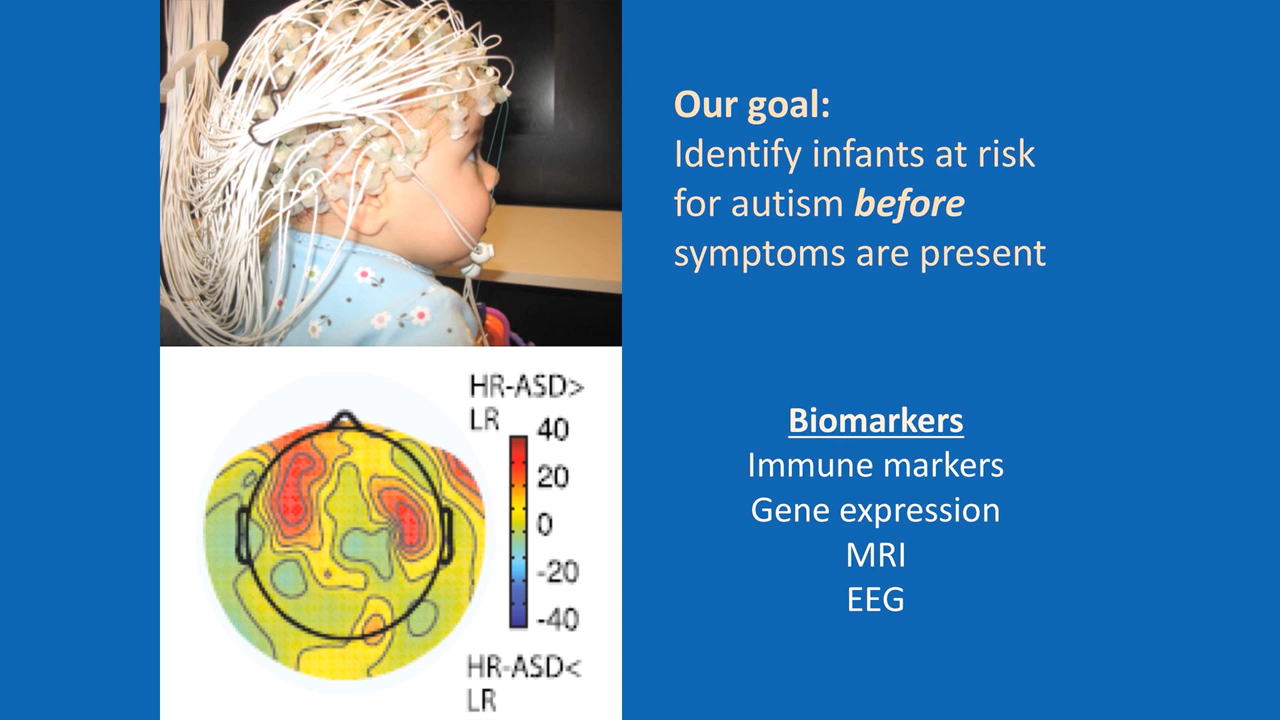 Our goal:
Identify infants at risk
for autism before
symptoms are present
HR-ASD>
LR
40
20
0
-20
-40
HR-ASD<
LR
Biomarkers
Immune markers
Gene expression
MRI
EEG